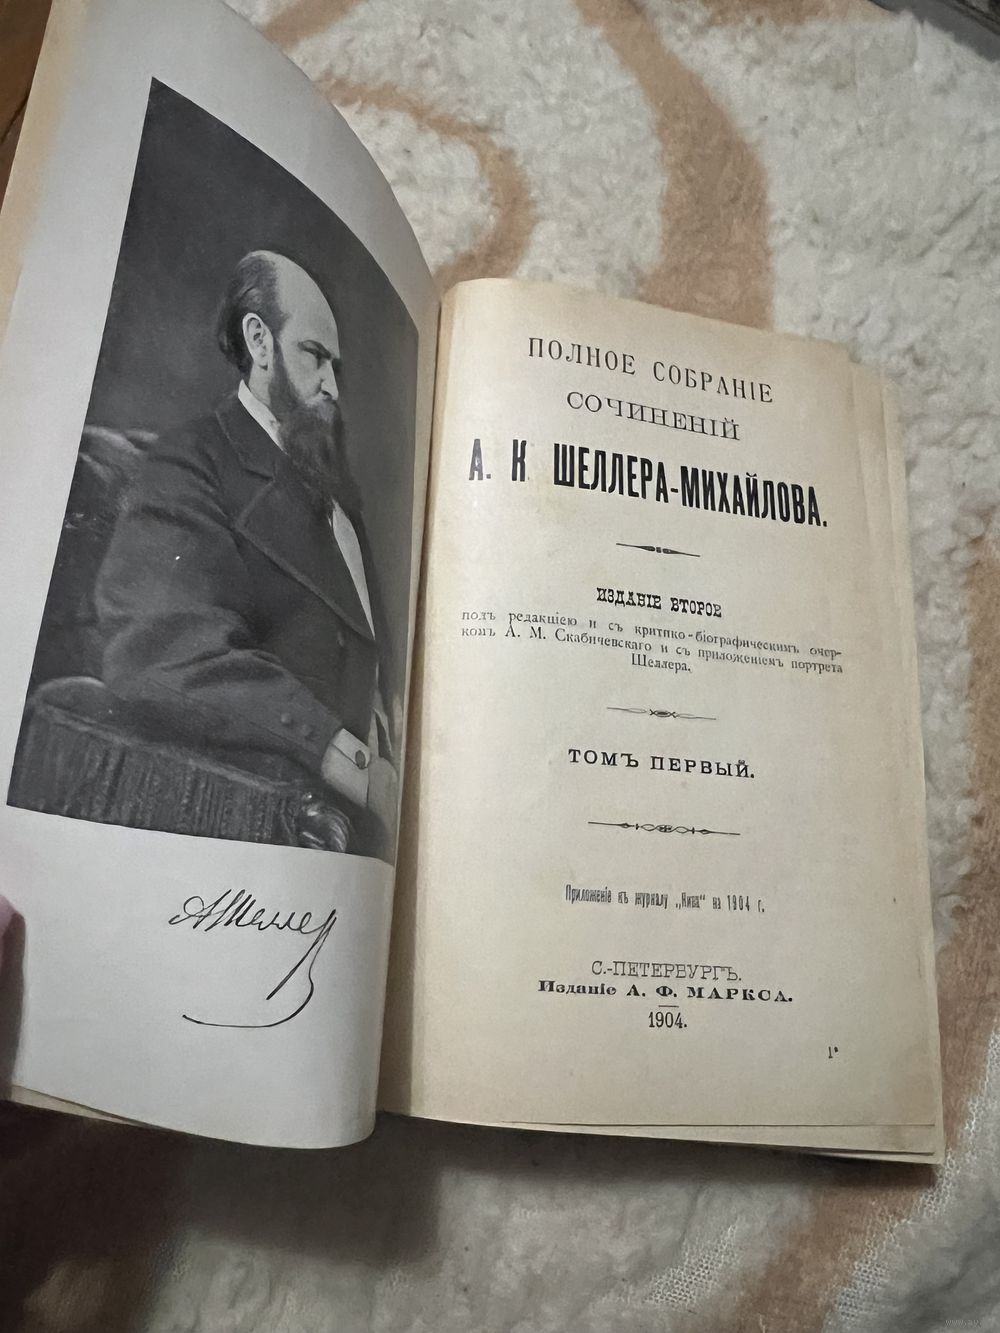 ПОЛНОЕ СОБРАНІЕ
СОЧИНЕНІЙ
А. К. ШЕЛЛЕРА-МИХАЙЛОВА.
ИЗДАНІЕ ВТОРОЕ
подъ редакціею и съ критико-біографическимъ очер-
комъ А. М. Скабичевскаго и съ приложеніемъ портрета
Шеллера.
ТОМЪ ПЕРВЫЙ.
Приложеніе къ журналу „Нива“ на 1904 г.
С.-ПЕТЕРБУРГЪ.
Изданіе А. Ф. МАРКСА.
1904.
1*
АШеллеръ